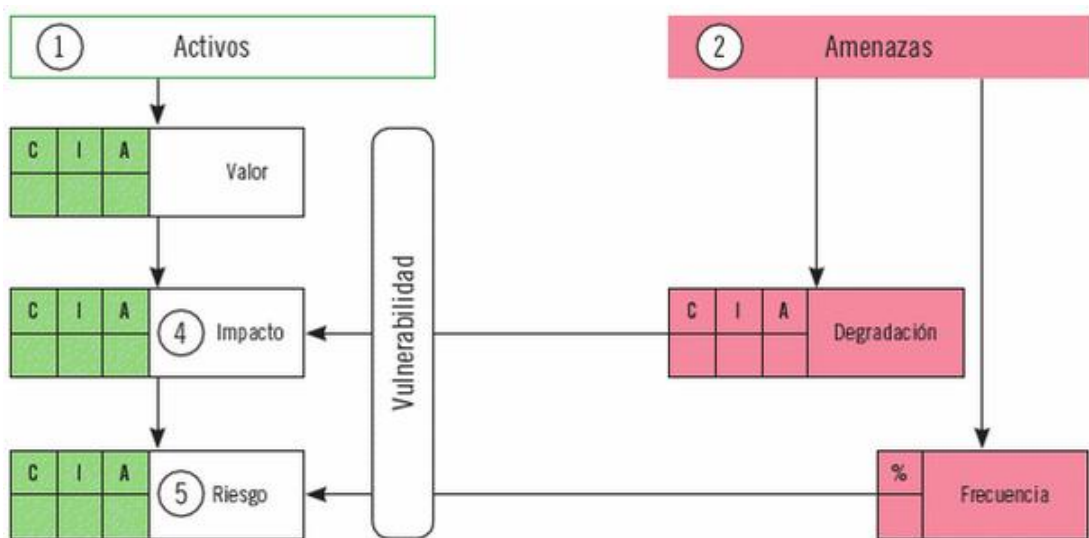 1 Activos
2 Amenazas
C I A Valor
Vulnerabilidad
C I A 4 Impacto
C I A Degradación
C I A 5 Riesgo
% Frecuencia